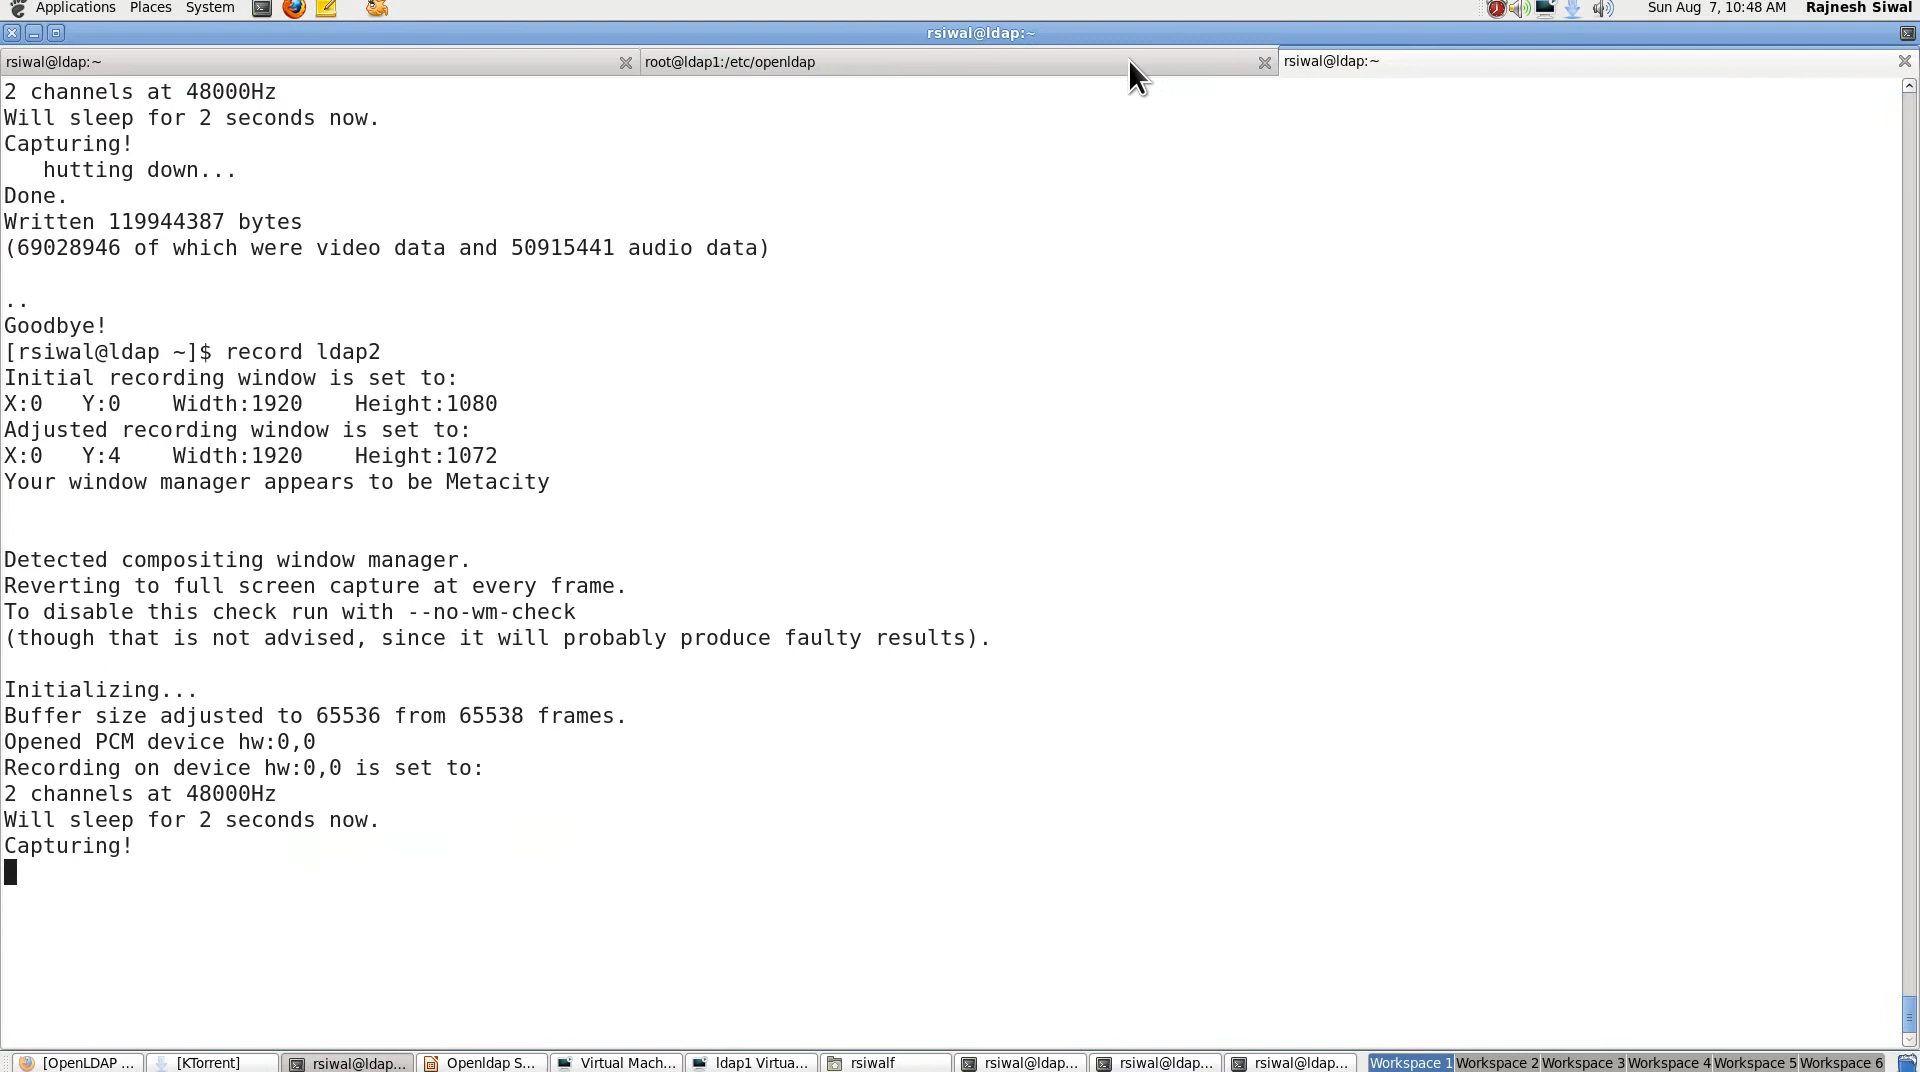 Applications Places System Sun Aug 7, 10:48 AM Rajnesh Siwal
rsiwal@ldap:~
rsiwal@ldap:~ root@ldap1:/etc/openldap rsiwal@ldap:~
2 channels at 48000Hz
Will sleep for 2 seconds now.
Capturing!
hutting down...
Done.
Written 119944387 bytes
(69028946 of which were video data and 50915441 audio data)
..
Goodbye!
[rsiwal@ldap ~]$ record ldap2
Initial recording window is set to:
X:0 Y:0 Width:1920 Height:1080
Adjusted recording window is set to:
X:0 Y:4 Width:1920 Height:1072
Your window manager appears to be Metacity
Detected compositing window manager.
Reverting to full screen capture at every frame.
To disable this check run with --no-wm-check
(though that is not advised, since it will probably produce faulty results).
Initializing...
Buffer size adjusted to 65536 from 65538 frames.
Opened PCM device hw:0,0
Recording on device hw:0,0 is set to:
2 channels at 48000Hz
Will sleep for 2 seconds now.
Capturing!
[OpenLDAP ... [KTorrent] rsiwal@ldap... Openldap S... Virtual Mach... ldap1 Virtua... rsiwalf rsiwal@ldap... rsiwal@ldap... rsiwal@ldap... Workspace 1 Workspace 2 Workspace 3 Workspace 4 Workspace 5 Workspace 6